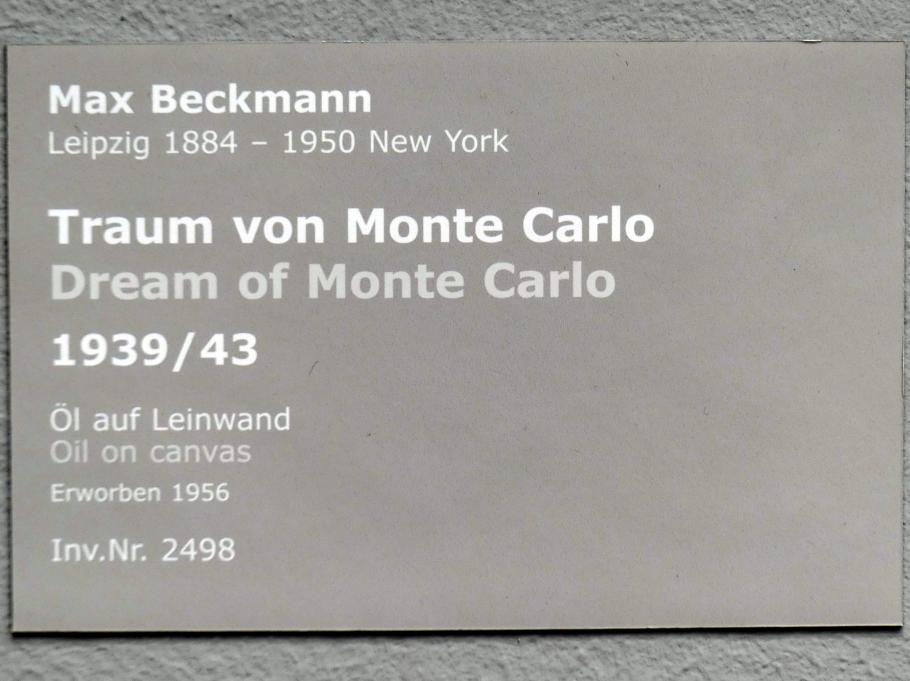 Max Beckmann
Leipzig 1884 – 1950 New York
Traum von Monte Carlo
Dream of Monte Carlo
1939/43
Öl auf Leinwand
Oil on canvas
Erworben 1956
Inv.Nr. 2498